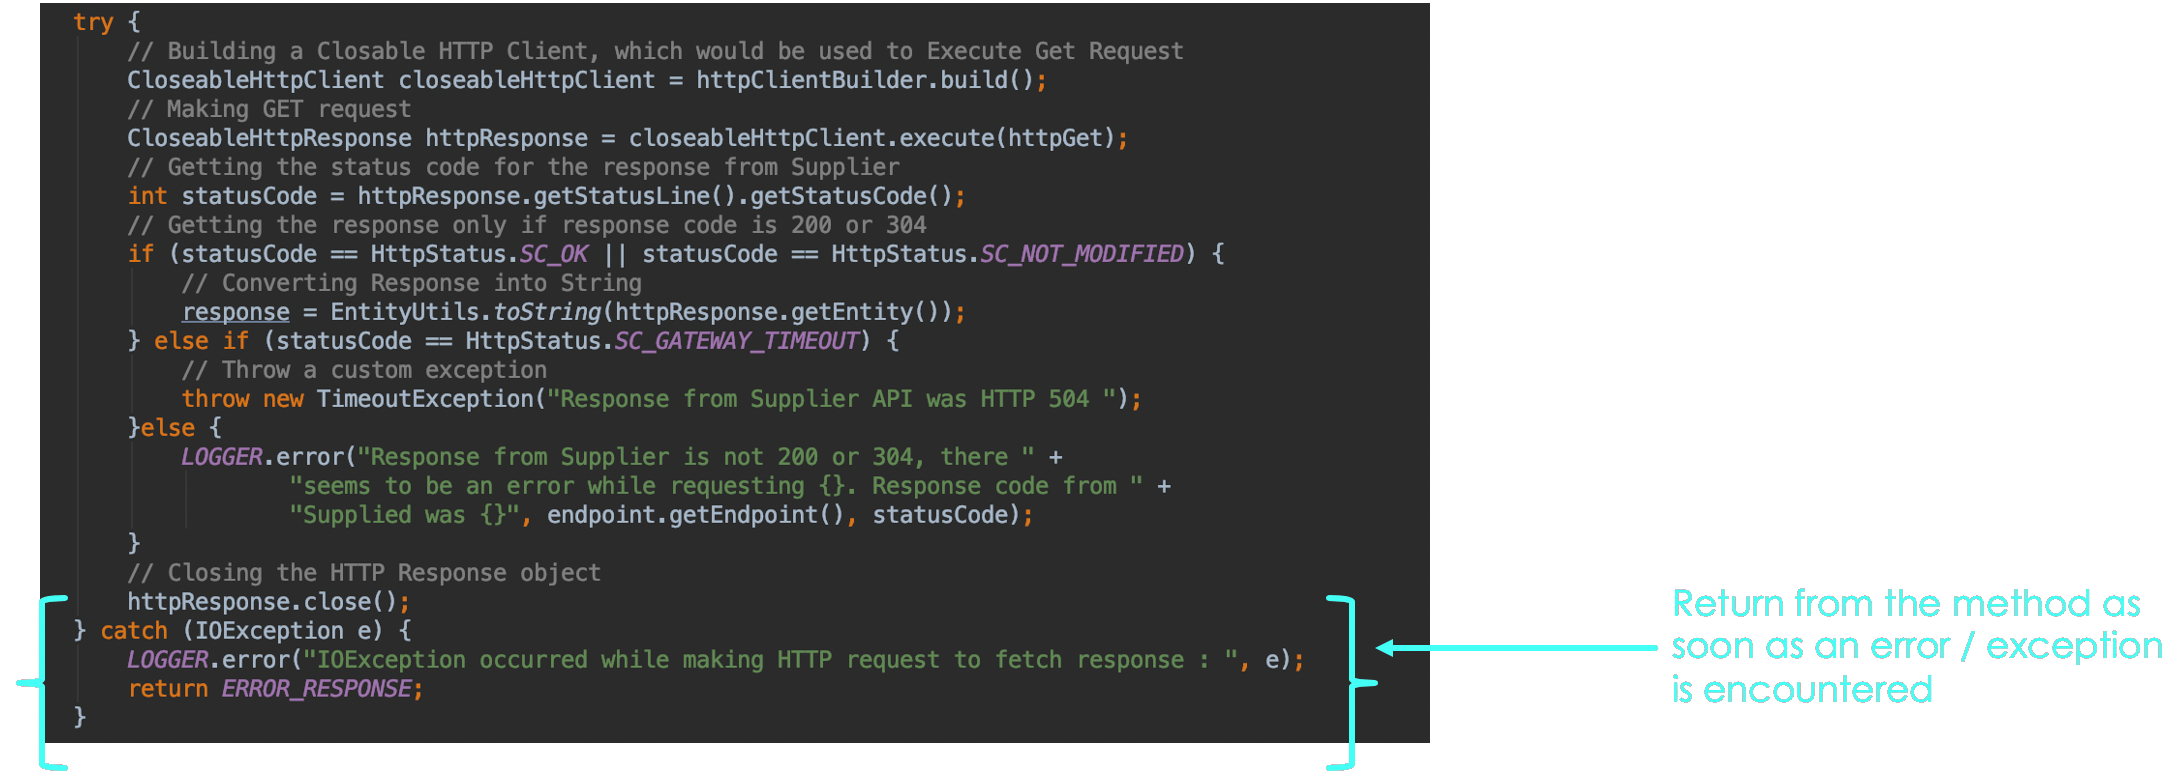 try {
// Building a Closable HTTP Client, which would be used to Execute Get Request
CloseableHttpClient closeableHttpClient = httpClientBuilder.build();
// Making GET request
CloseableHttpResponse httpResponse = closeableHttpClient.execute(httpGet);
// Getting the status code for the response from Supplier
int statusCode = httpResponse.getStatusLine().getStatusCode();
// Getting the response only if response code is 200 or 304
if (statusCode == HttpStatus.SC_OK || statusCode == HttpStatus.SC_NOT_MODIFIED) {
// Converting Response into String
response = EntityUtils.toString(httpResponse.getEntity());
} else if (statusCode == HttpStatus.SC_GATEWAY_TIMEOUT) {
// Throw a custom exception
throw new TimeoutException("Response from Supplier API was HTTP 504 ");
}else {
LOGGER.error("Response from Supplier is not 200 or 304, there " +
"seems to be an error while requesting {}. Response code from " +
"Supplied was {}", endpoint.getEndpoint(), statusCode);
}
// Closing the HTTP Response object
httpResponse.close();
} catch (IOException e) {
LOGGER.error("IOException occurred while making HTTP request to fetch response : ", e);
return ERROR_RESPONSE;
}
Return from the method as
soon as an error / exception
is encountered